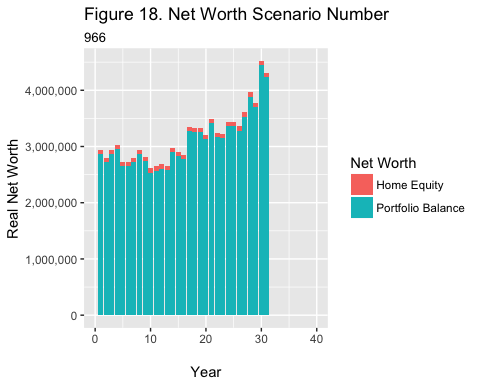 Figure 18. Net Worth Scenario Number
966
Real Net Worth
4,000,000
3,000,000
2,000,000
1,000,000
0
0 10 20 30 40
Year
Net Worth
Home Equity
Portfolio Balance